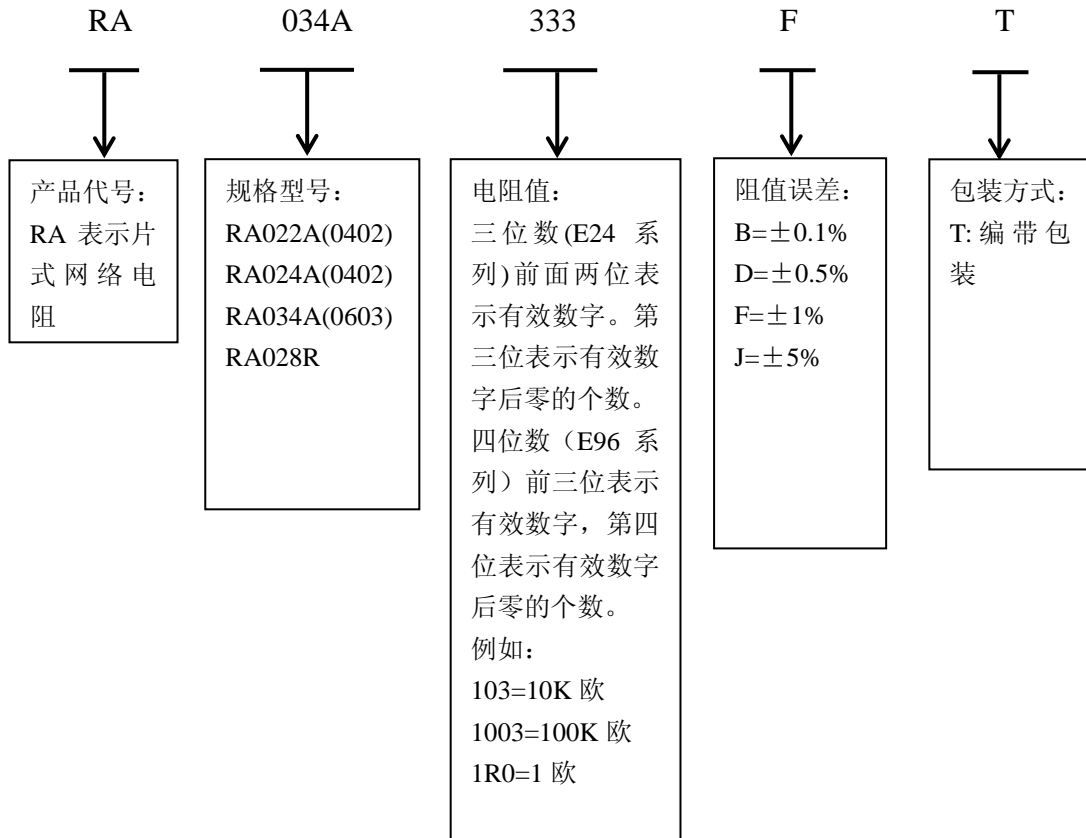 RA 034A 333 F T
产品代号：
RA 表示片
式网络电
阻
规格型号：
RA022A(0402)
RA024A(0402)
RA034A(0603)
RA028R
电阻值：
三位数(E24 系
列)前面两位表
示有效数字。第
三位表示有效数
字后零的个数。
四位数（E96 系
列）前三位表示
有效数字，第四
位表示有效数字
后零的个数。
例如：
103=10K 欧
1003=100K 欧
1R0=1 欧
阻值误差：
B=±0.1%
D=±0.5%
F=±1%
J=±5%
包装方式：
T:编带包
装